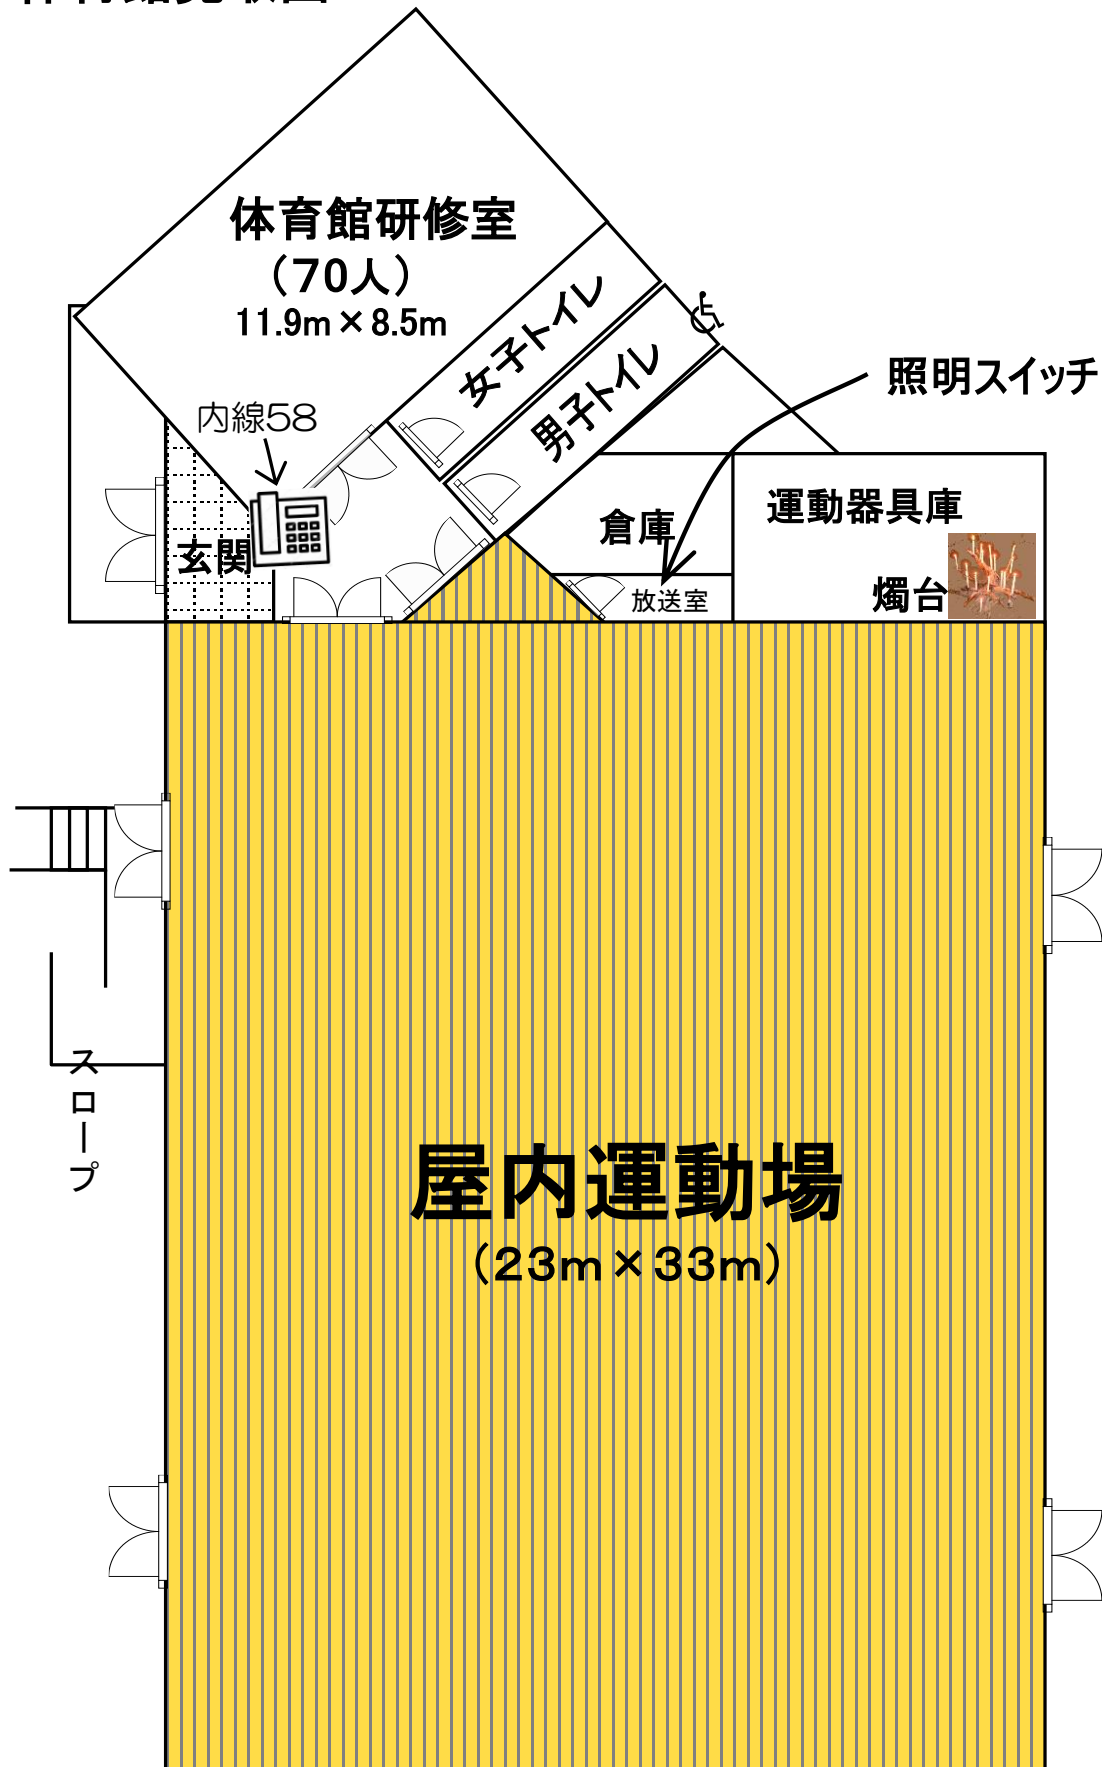 体育館研修室
（70人）
11.9m×8.5m
女子トイレ
男子トイレ
照明スイッチ
内線58
運動器具庫
倉庫
玄関
燭台
放送室
スロープ
屋内運動場
（23m×33m）